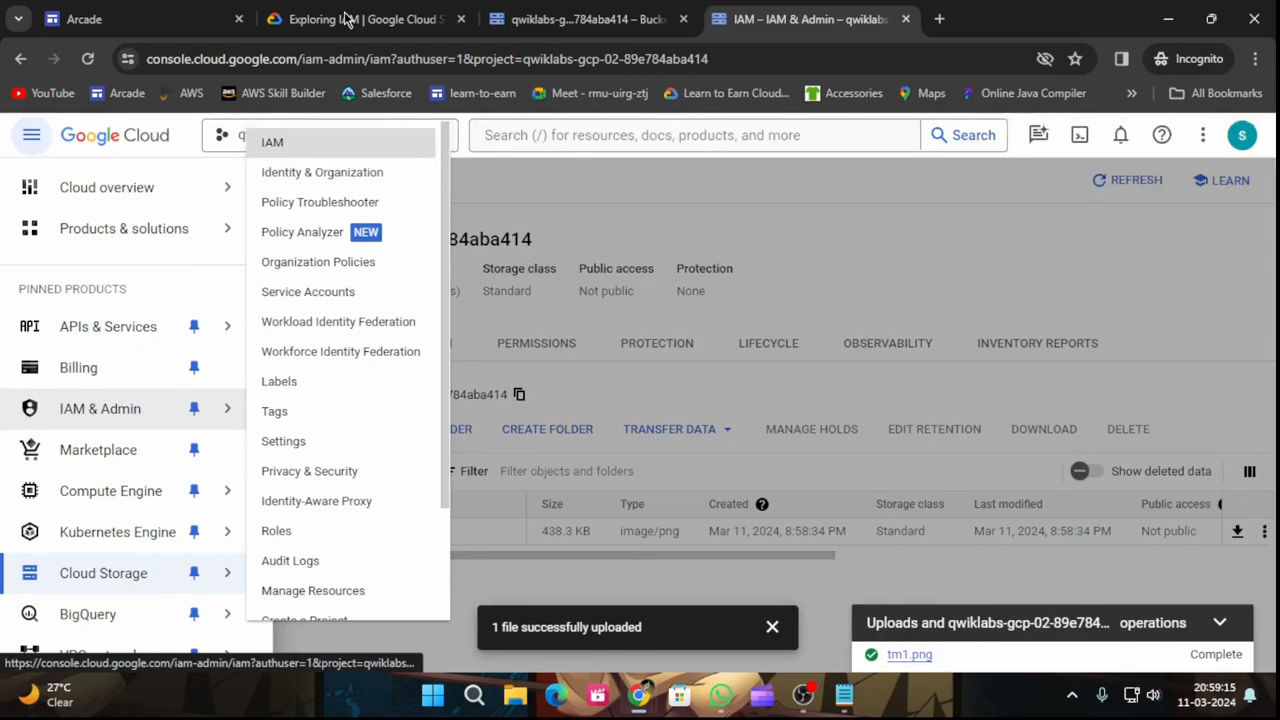 Arcade
Exploring IAM | Google Cloud S
qwiklabs-g...784aba414 – Bucke
IAM – IAM & Admin – qwiklabs
console.cloud.google.com/iam-admin/iam?authuser=1&project=qwiklabs-gcp-02-89e784aba414
Incognito
YouTube
Arcade
AWS
AWS Skill Builder
Salesforce
learn-to-earn
Meet - rmu-uirg-ztj
Learn to Earn Cloud...
Accessories
Maps
Online Java Compiler
All Bookmarks
Google Cloud
q
Search (/) for resources, docs, products, and more
Search
S
Cloud overview
Products & solutions
PINNED PRODUCTS
APIs & Services
Billing
IAM & Admin
Marketplace
Compute Engine
Kubernetes Engine
Cloud Storage
BigQuery
IAM
Identity & Organization
Policy Troubleshooter
Policy Analyzer NEW
Organization Policies
Service Accounts
Workload Identity Federation
Workforce Identity Federation
Labels
Tags
Settings
Privacy & Security
Identity-Aware Proxy
Roles
Audit Logs
Manage Resources
Create a Project
REFRESH
LEARN
84aba414
Storage class
Public access
Protection
s)
Standard
Not public
None
PERMISSIONS
PROTECTION
LIFECYCLE
OBSERVABILITY
INVENTORY REPORTS
784aba414
DER
CREATE FOLDER
TRANSFER DATA
MANAGE HOLDS
EDIT RETENTION
DOWNLOAD
DELETE
Filter
Filter objects and folders
Show deleted data
Size
Type
Created
Storage class
Last modified
Public access
438.3 KB
image/png
Mar 11, 2024, 8:58:34 PM
Standard
Mar 11, 2024, 8:58:34 PM
Not public
1 file successfully uploaded
Uploads and qwiklabs-gcp-02-89e784... operations
tm1.png
Complete
https://console.cloud.google.com/iam-admin/iam?authuser=1&project=qwiklabs...
27°C
Clear
20:59:15
11-03-2024